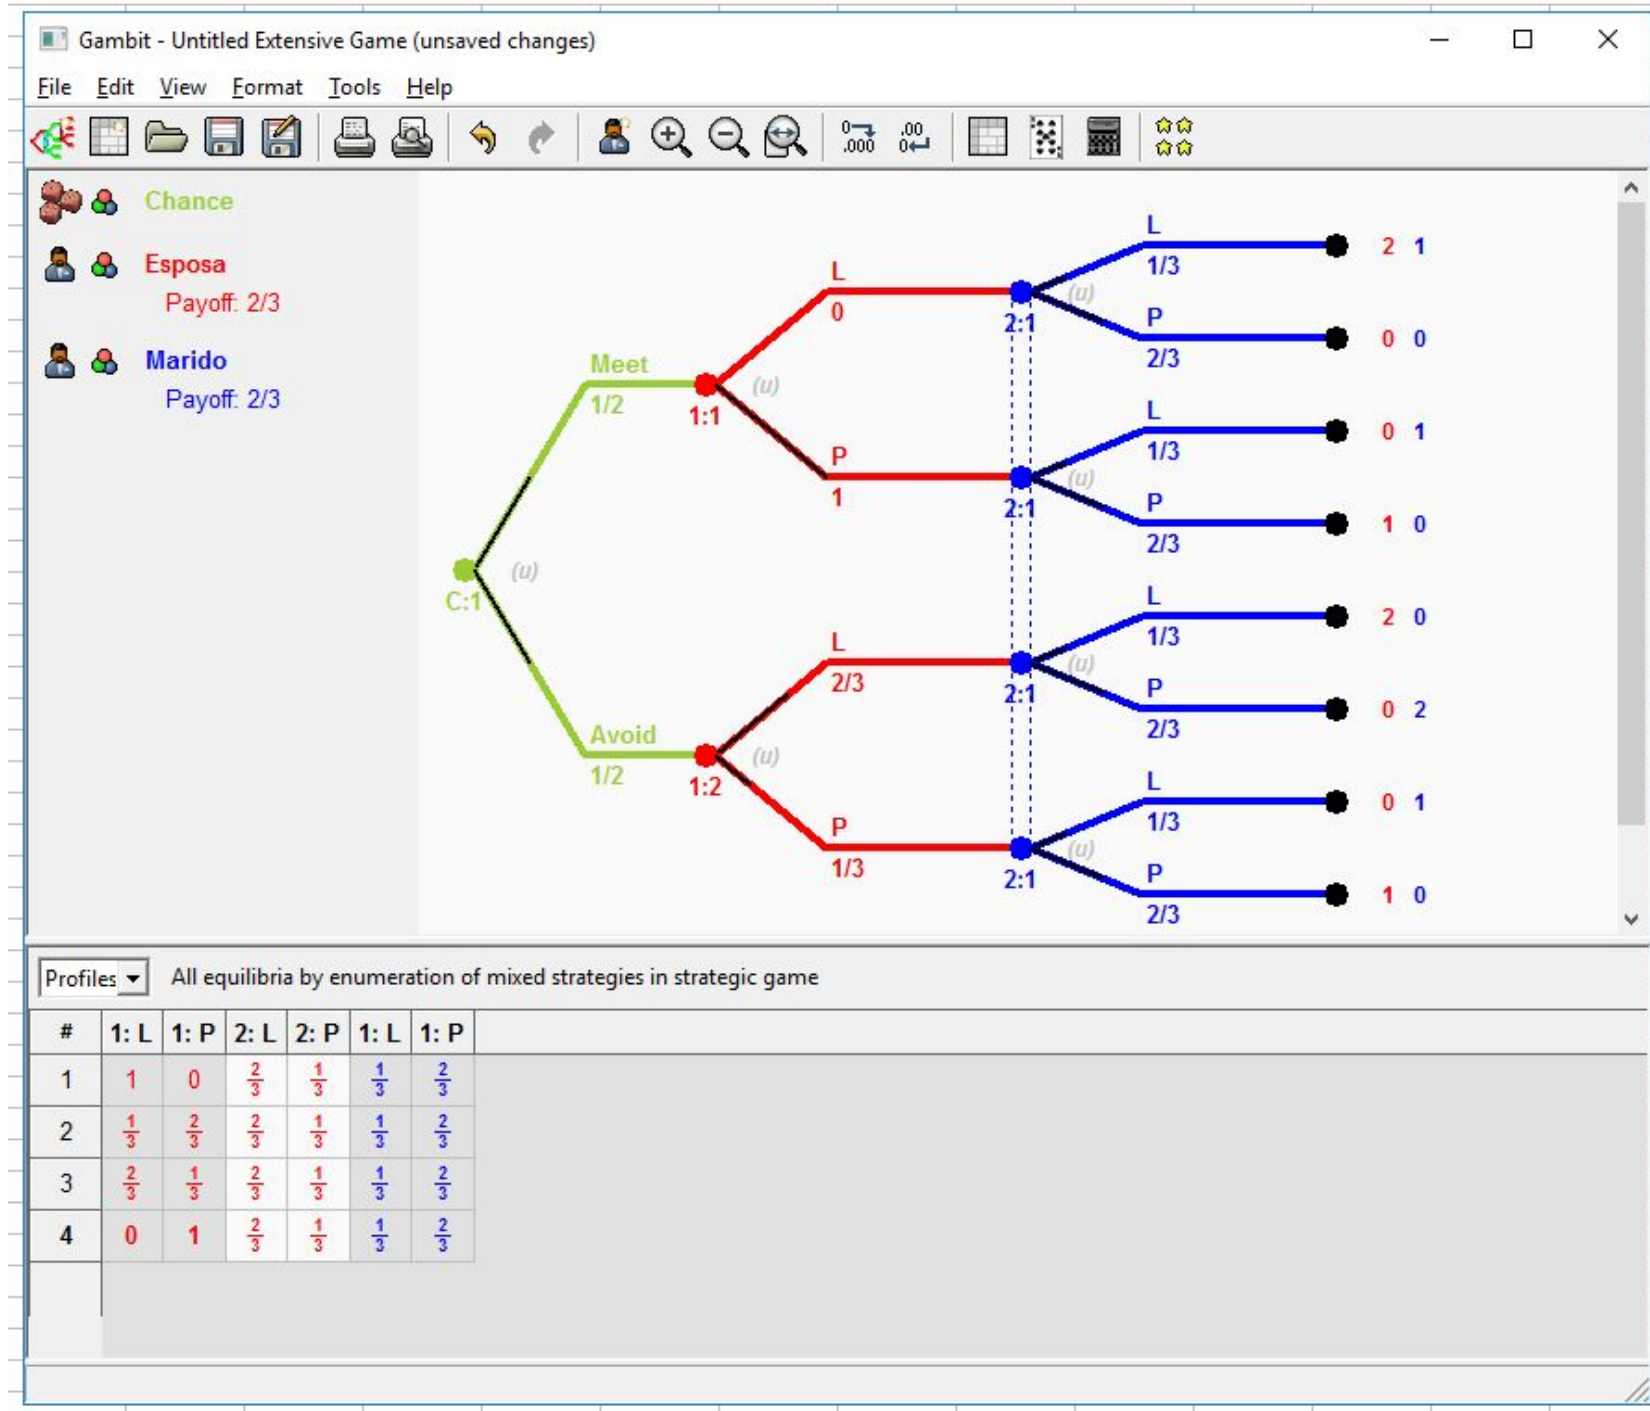 Gambit - Untitled Extensive Game (unsaved changes)
File Edit View Format Tools Help
0 .000 .00 0
Chance
Esposa
Payoff: 2/3
Marido
Payoff: 2/3
C:1
(u)
Meet
1/2
Avoid
1/2
1:1
(u)
L
0
P
1
1:2
(u)
L
2/3
P
1/3
2:1
(u)
L
1/3
2 1
P
2/3
0 0
2:1
(u)
L
1/3
0 1
P
2/3
1 0
2:1
(u)
L
1/3
2 0
P
2/3
0 2
2:1
(u)
L
1/3
0 1
P
2/3
1 0
Profiles All equilibria by enumeration of mixed strategies in strategic game
# 1: L 1: P 2: L 2: P 1: L 1: P
1 1 0 2/3 1/3 1/3 2/3
2 1/3 2/3 2/3 1/3 1/3 2/3
3 2/3 1/3 2/3 1/3 1/3 2/3
4 0 1 2/3 1/3 1/3 2/3